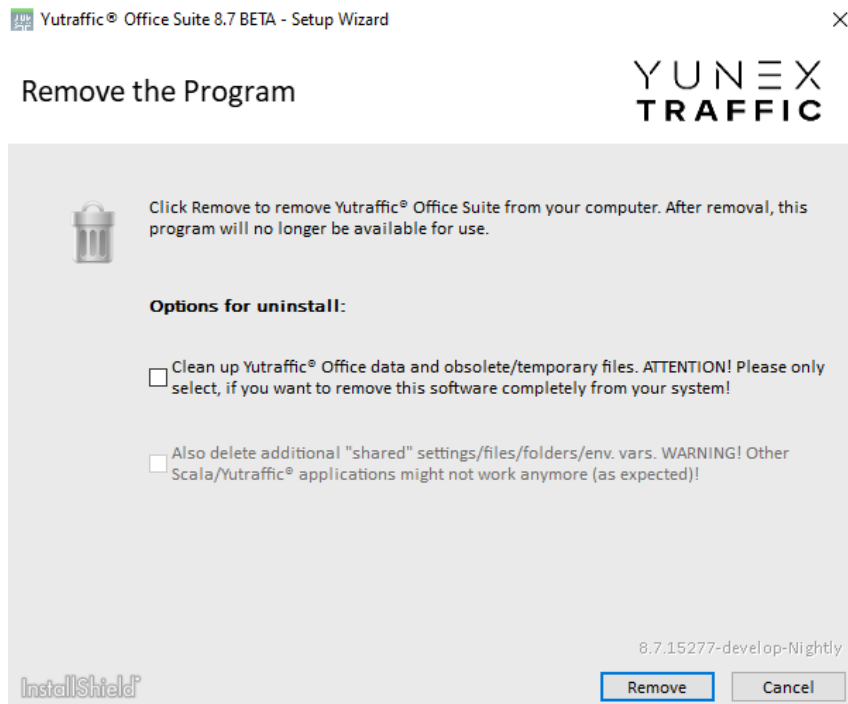 Yutraffic® Office Suite 8.7 BETA - Setup Wizard
Remove the Program
YUNEX
TRAFFIC
Click Remove to remove Yutraffic® Office Suite from your computer. After removal, this
program will no longer be available for use.
Options for uninstall:
Clean up Yutraffic® Office data and obsolete/temporary files. ATTENTION! Please only
select, if you want to remove this software completely from your system!
Also delete additional "shared" settings/files/folders/env. vars. WARNING! Other
Scala/Yutraffic® applications might not work anymore (as expected)!
8.7.15277-develop-Nightly
InstallShield®
Remove
Cancel